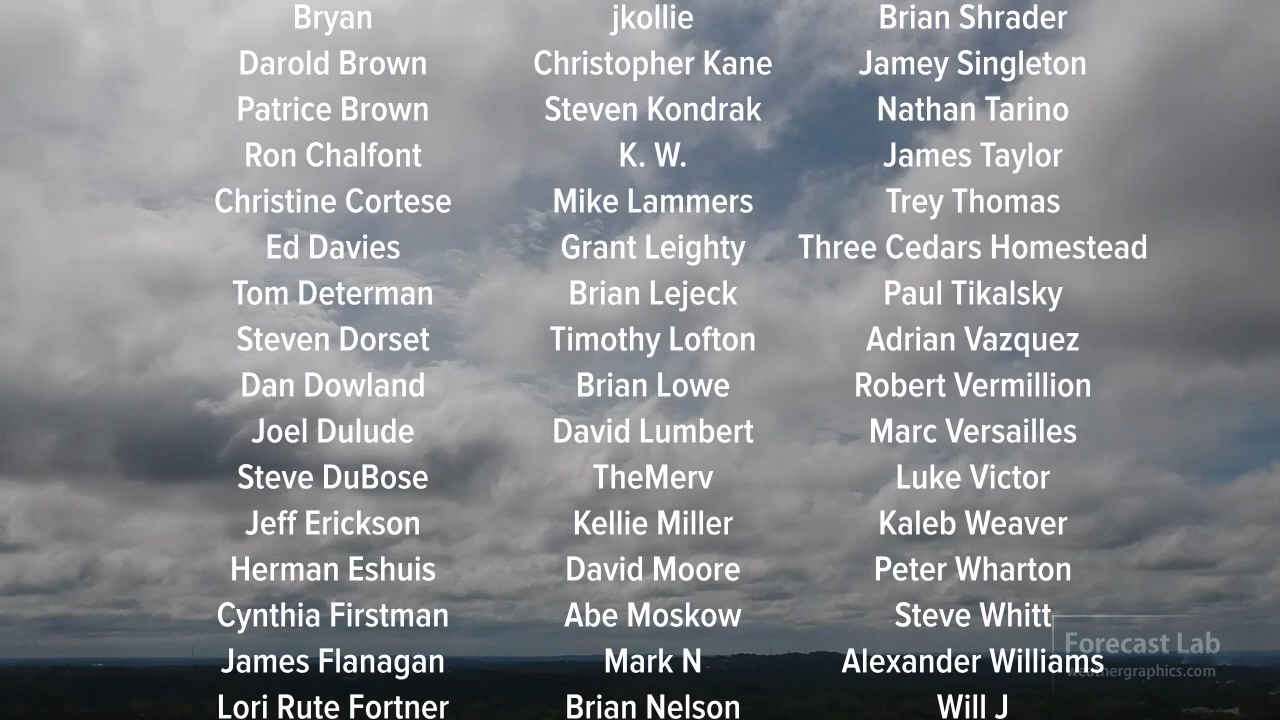 Bryan
Darold Brown
Patrice Brown
Ron Chalfont
Christine Cortese
Ed Davies
Tom Determan
Steven Dorset
Dan Dowland
Joel Dulude
Steve DuBose
Jeff Erickson
Herman Eshuis
Cynthia Firstman
James Flanagan
Lori Rute Fortner
jkollie
Christopher Kane
Steven Kondrak
K. W.
Mike Lammers
Grant Leighty
Brian Lejeck
Timothy Lofton
Brian Lowe
David Lumbert
TheMerv
Kellie Miller
David Moore
Abe Moskow
Mark N
Brian Nelson
Brian Shrader
Jamey Singleton
Nathan Tarino
James Taylor
Trey Thomas
Three Cedars Homestead
Paul Tikalsky
Adrian Vazquez
Robert Vermillion
Marc Versailles
Luke Victor
Kaleb Weaver
Peter Wharton
Steve Whitt
Alexander Williams
Will J
Forecast Lab
weathergraphics.com